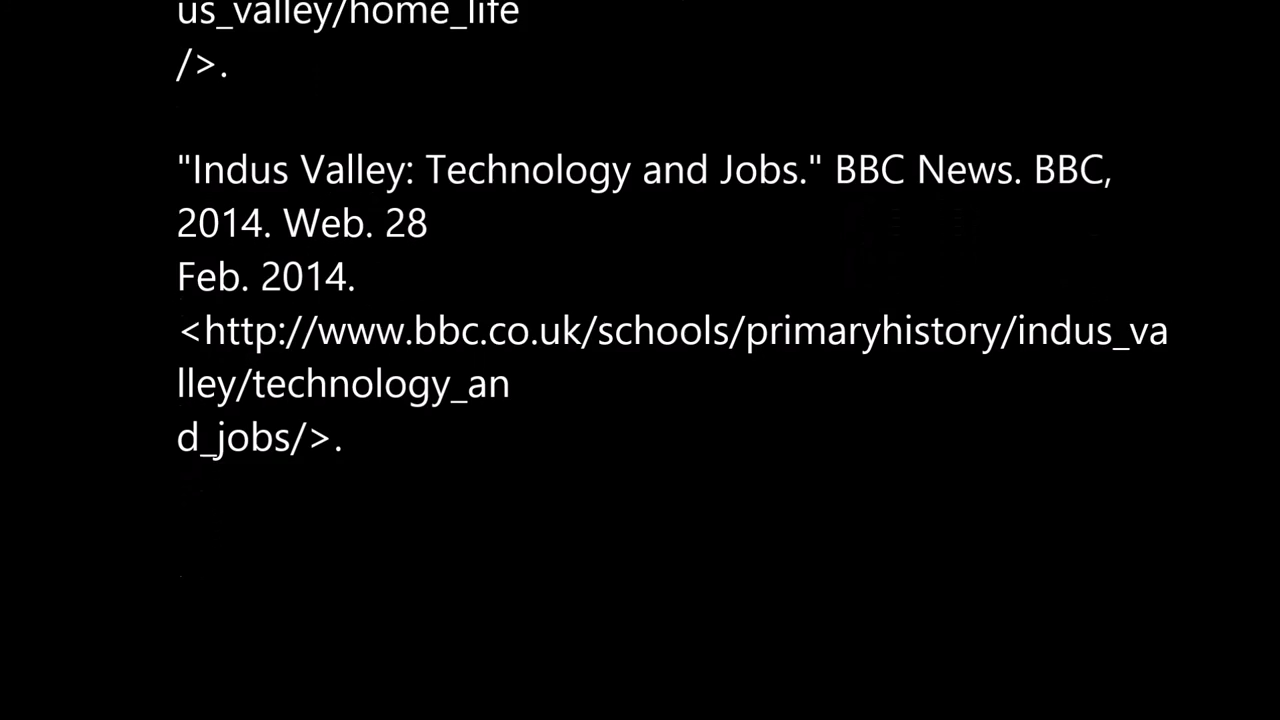 us_valley/home_life
/>.
"Indus Valley: Technology and Jobs." BBC News. BBC,
2014. Web. 28
Feb. 2014.
<http://www.bbc.co.uk/schools/primaryhistory/indus_va
lley/technology_an
d_jobs/>.